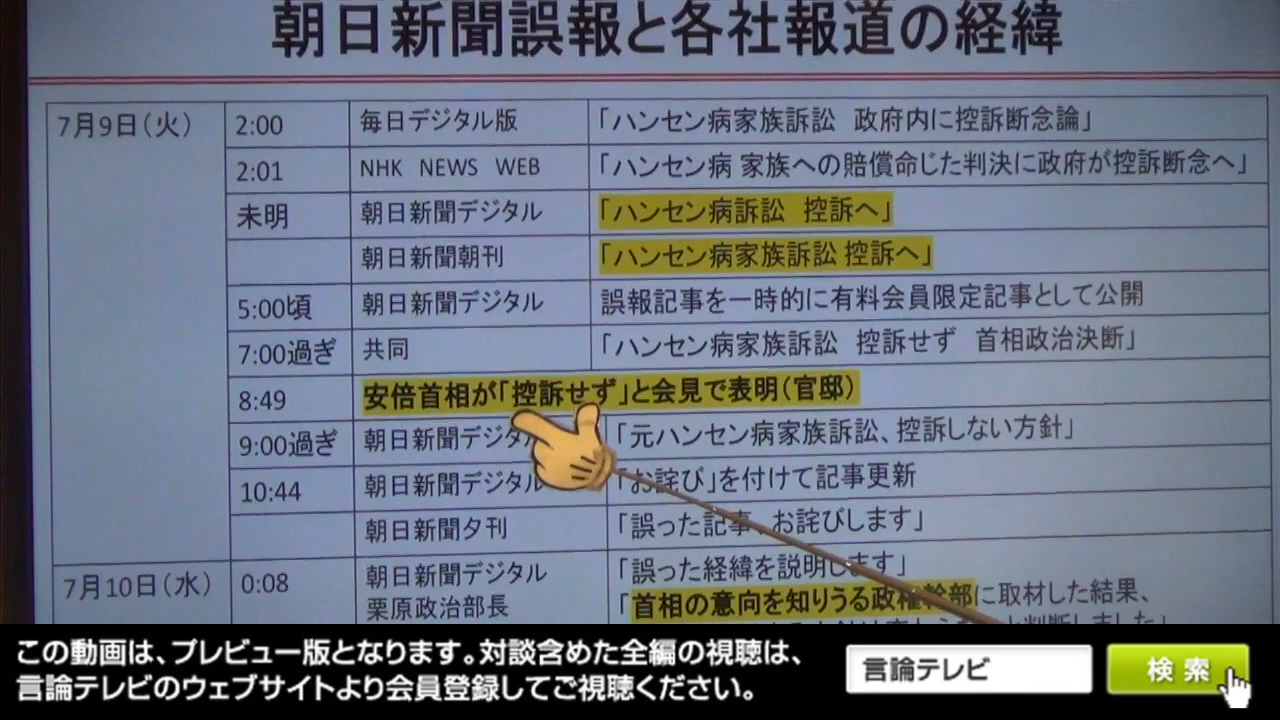 朝日新聞誤報と各社報道の経緯
7月9日（火） 2:00 毎日デジタル版 「ハンセン病家族訴訟 政府内に控訴断念論」
2:01 NHK NEWS WEB 「ハンセン病 家族への賠償命じた判決に政府が控訴断念へ」
未明 朝日新聞デジタル 「ハンセン病訴訟 控訴へ」
朝日新聞朝刊 「ハンセン病家族訴訟 控訴へ」
5:00頃 朝日新聞デジタル 誤報記事を一時的に有料会員限定記事として公開
7:00過ぎ 共同 「ハンセン病家族訴訟 控訴せず 首相政治決断」
8:49 安倍首相が「控訴せず」と会見で表明（官邸）
9:00過ぎ 朝日新聞デジタ 「元ハンセン病家族訴訟、控訴しない方針」
10:44 朝日新聞デジタル 「お詫び」を付けて記事更新
朝日新聞夕刊 「誤った記事 お詫びします」
7月10日（水） 0:08 朝日新聞デジタル 「誤った経緯を説明します」
栗原政治部長 「首相の意向を知りうる政権幹部に取材した結果、
と判断しました」
この動画は、プレビュー版となります。対談含めた全編の視聴は、
言論テレビのウェブサイトより会員登録してご視聴ください。
言論テレビ 検索